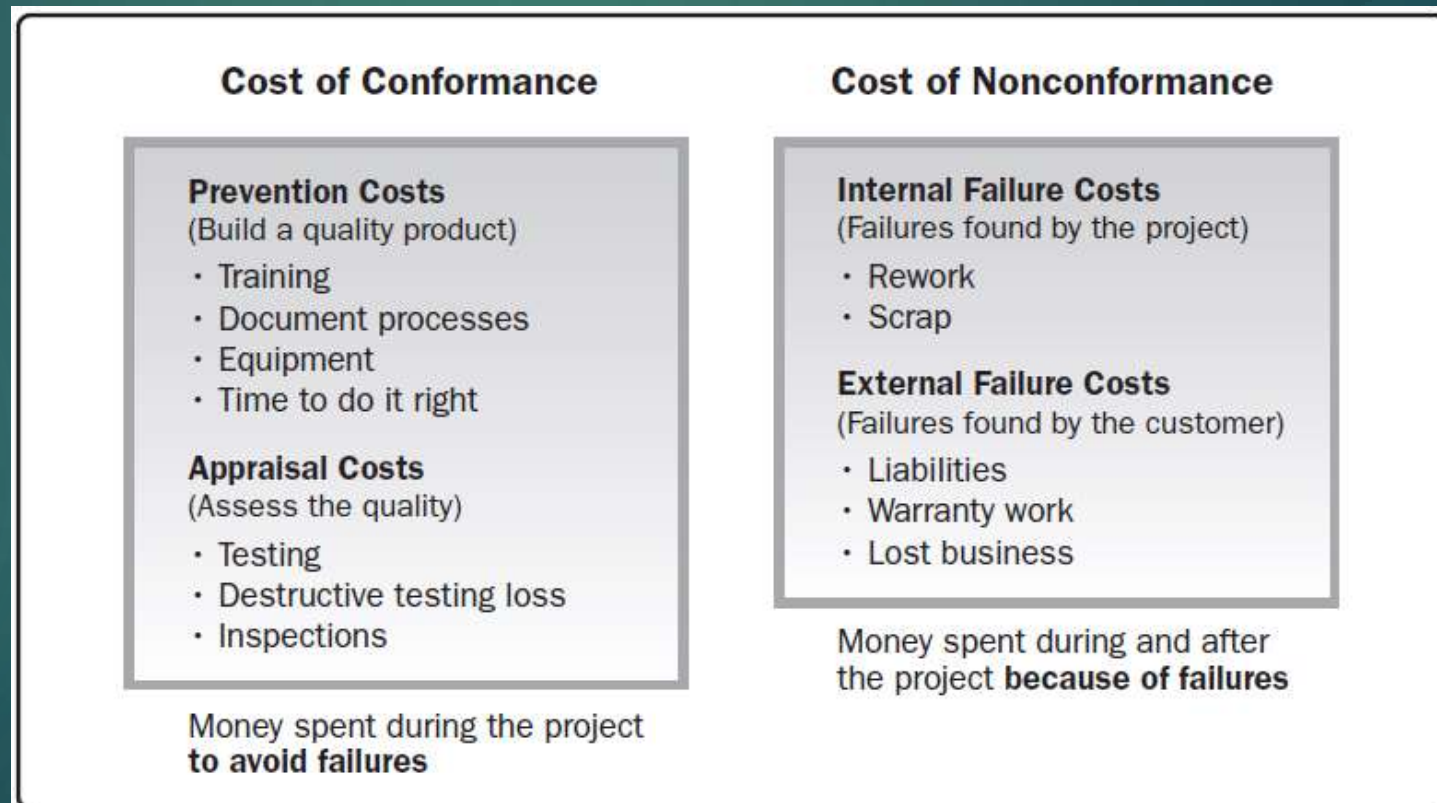 Cost of Conformance
Prevention Costs
(Build a quality product)
· Training
· Document processes
· Equipment
· Time to do it right
Appraisal Costs
(Assess the quality)
· Testing
· Destructive testing loss
· Inspections
Money spent during the project
to avoid failures
Cost of Nonconformance
Internal Failure Costs
(Failures found by the project)
· Rework
· Scrap
External Failure Costs
(Failures found by the customer)
· Liabilities
· Warranty work
· Lost business
Money spent during and after
the project because of failures